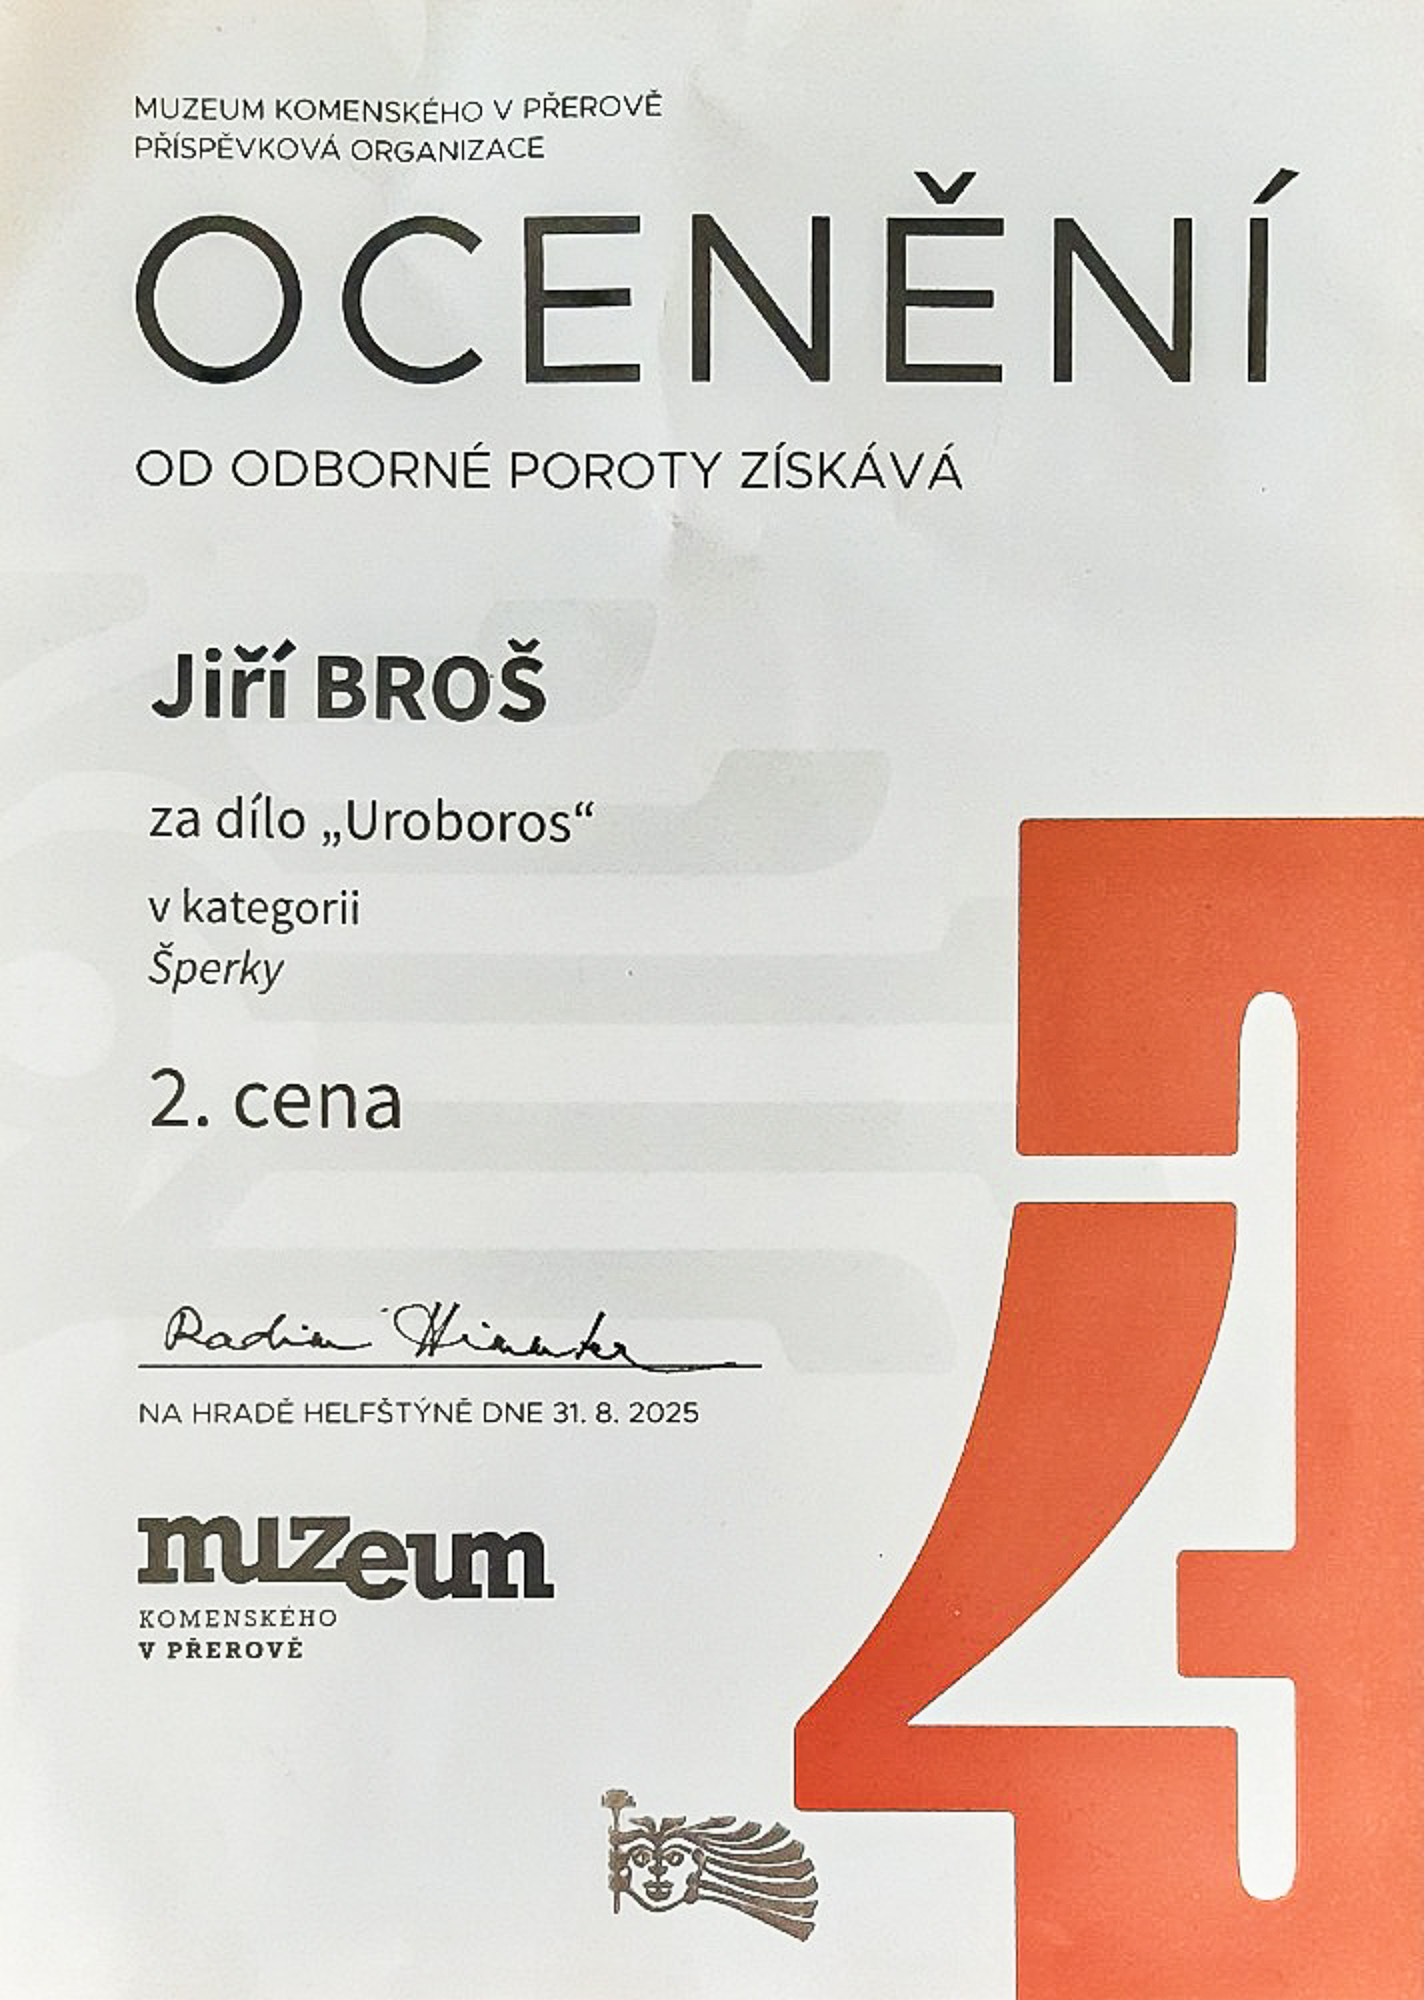 MUZEUM KOMENSKÉHO V PŘEROVĚ
PŘÍSPĚVKOVÁ ORGANIZACE
OCENĚNÍ
OD ODBORNÉ POROTY ZÍSKÁVÁ
Jiří BROŠ
za dílo „Uroboros“
v kategorii
Šperky
2. cena
Radim
NA HRADĚ HELFŠTÝNĚ DNE 31. 8. 2025
muzeum
KOMENSKÉHO
V PŘEROVĚ